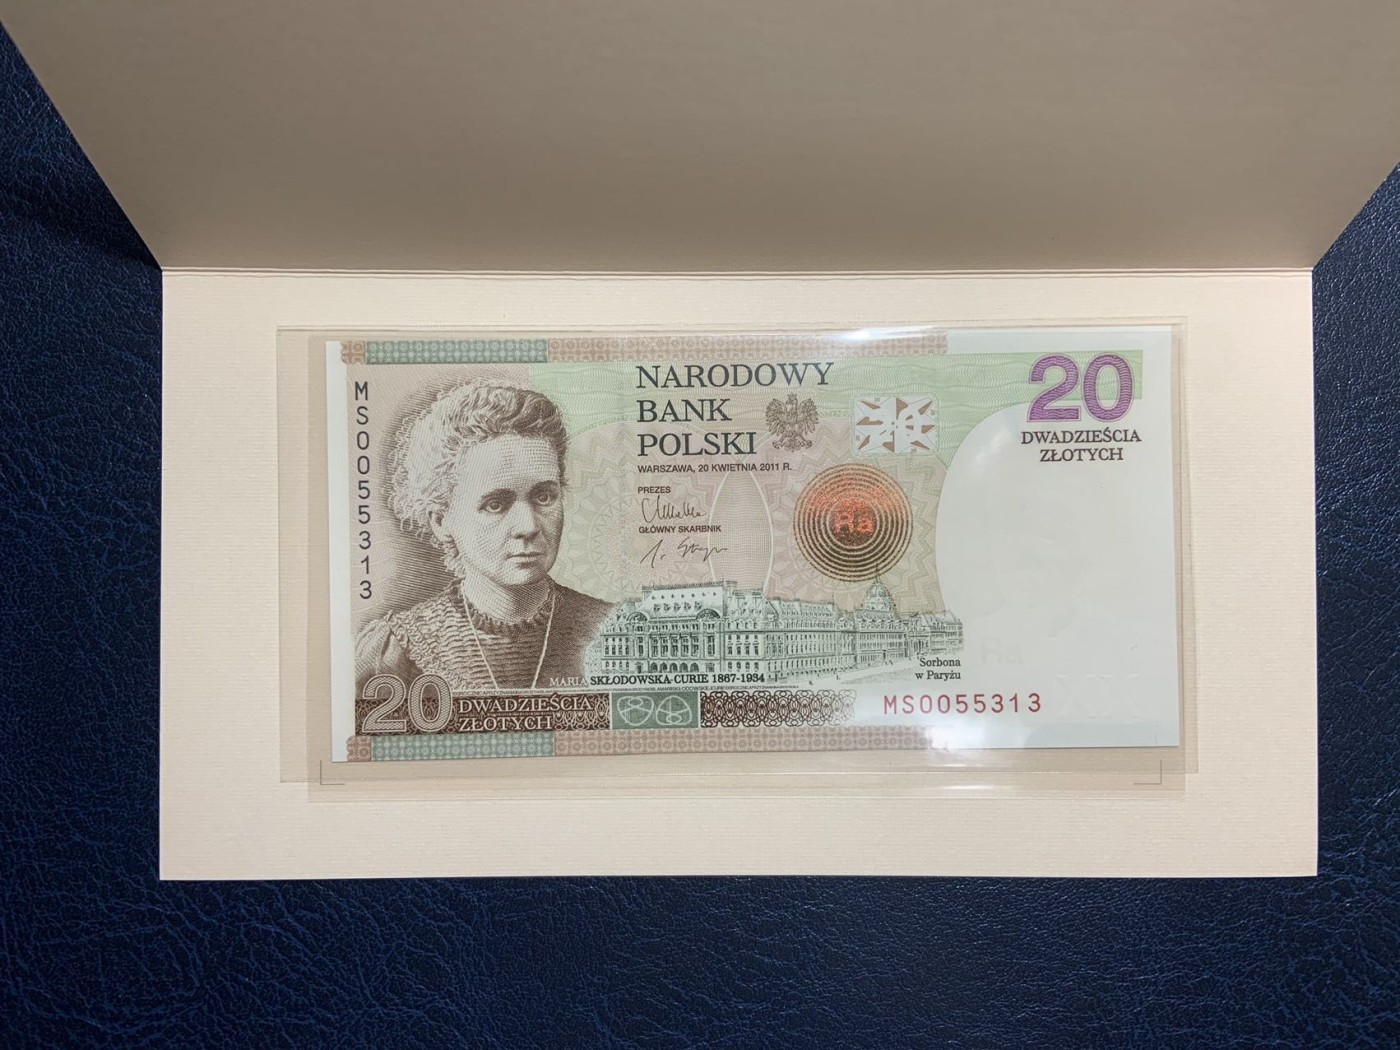 MS0055313
NARODOWY
BANK
POLSKI
WARSZAWA, 20 KWIETNIA 2011 R.
PREZES
GŁÓWNY SKARBNIK
Ra
20
DWADZIEŚCIA
ZŁOTYCH
Sorbona
w Paryżu
Ra
MARIA SKŁODOWSKA-CURIE 1867-1934
20 DWADZIEŚCIA
ZŁOTYCH
MS0055313